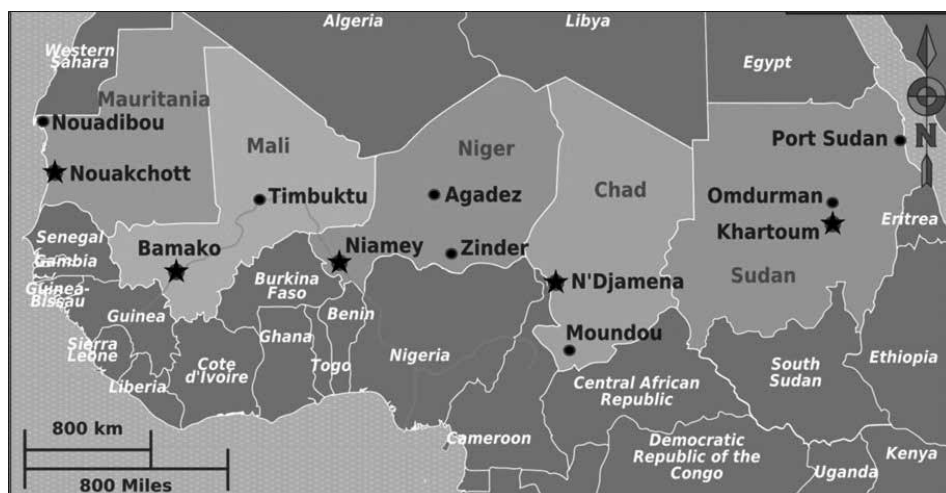 Algeria
Libya
Western
Sahara
Egypt
Mauritania
Nouadibou
Mali
Niger
Port Sudan
N
Nouakchott
Timbuktu
Agadez
Chad
Omdurman
Khartoum
Eritrea
Senegal
Gambia
Bamako
Niamey
Zinder
N'Djamena
Sudan
Guinea-
Bissau
Guinea
Burkina
Faso
Benin
Moundou
Sierra
Leone
Ghana
Nigeria
Liberia
Cote
d'Ivoire
Togo
Central African
Republic
South
Sudan
Ethiopia
Cameroon
Democratic
Republic of the
Congo
Uganda
Kenya
800 km
800 Miles